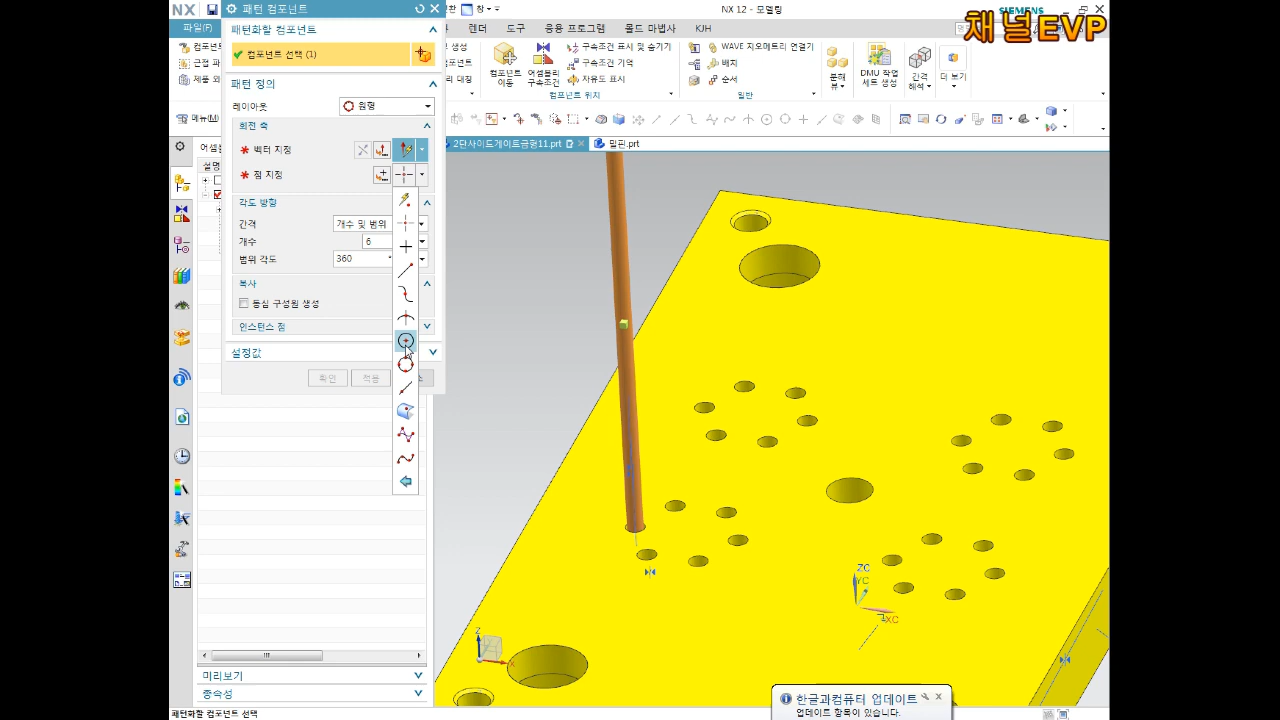 NX
패턴 컴포넌트
창
NX 12 - 모델링
SIEMENS
채널EVP
파일(F)
렌더
도구
응용 프로그램
몰드 마법사
KJH
패턴화할 컴포넌트
컴포넌트 선택 (1)
패턴 정의
레이아웃
원형
회전 축
벡터 지정
점 지정
각도 방향
간격
개수 및 범위
개수
6
범위 각도
360
복사
동심 구성원 생성
인스턴스 점
설정값
확인
적용
컴포넌트 이동
어셈블리 구속조건
구속조건 표시 및 숨기기
구속조건 기억
자유도 표시
컴포넌트 위치
WAVE 지오메트리 연결기
배치
순서
일반
분해 뷰
DMU 작업 세트 생성
간격 해석
더 보기
메뉴(M)
2단사이드게이트금형11.prt
밀핀.prt
ZC
YC
XC
Z
X
미리보기
종속성
패턴화할 컴포넌트 선택
한글과컴퓨터 업데이트
업데이트 항목이 있습니다.